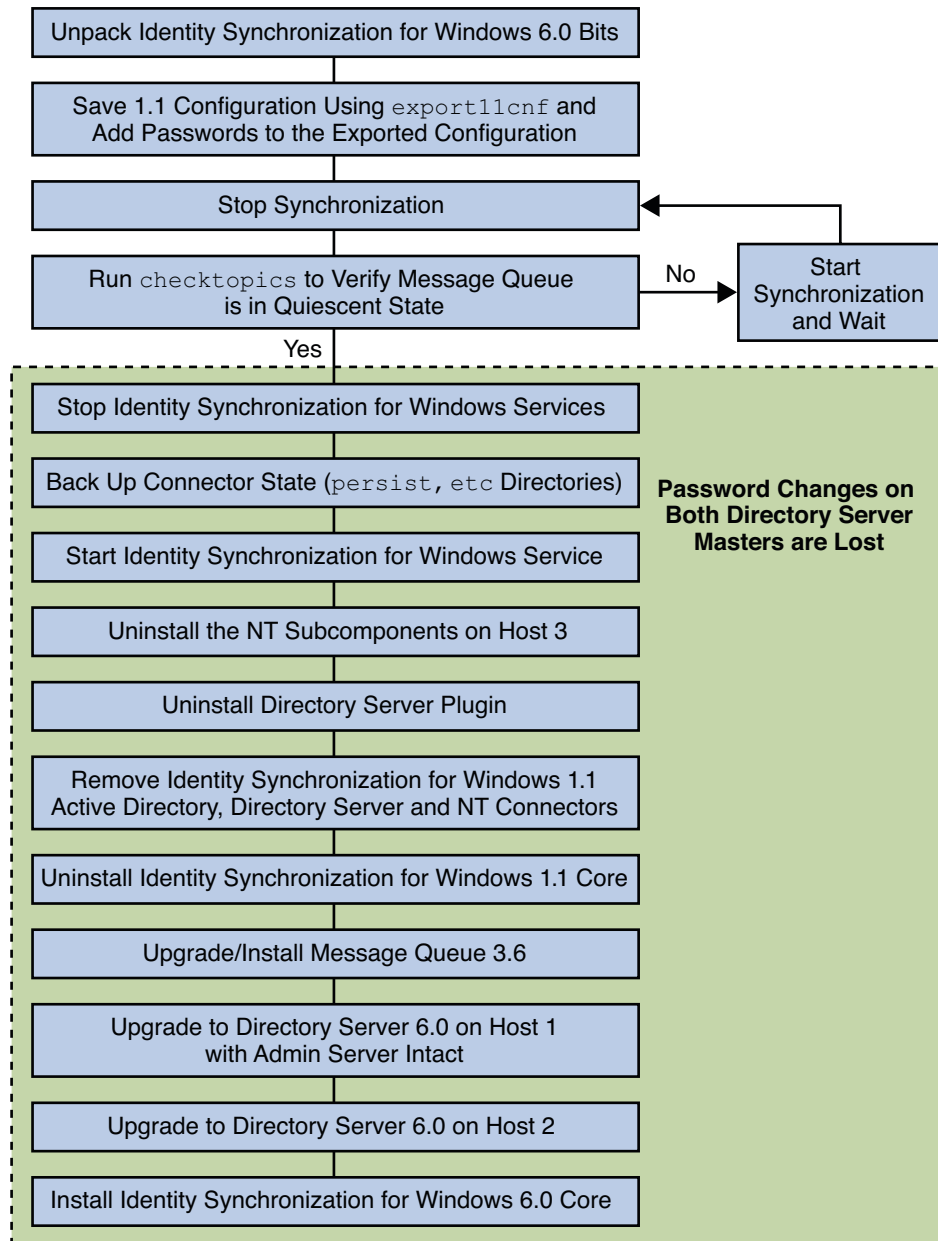 Unpack Identity Synchronization for Windows 6.0 Bits
Save 1.1 Configuration Using export11cnf and
Add Passwords to the Exported Configuration
Stop Synchronization
Run checktopics to Verify Message Queue
is in Quiescent State
No
Start
Synchronization
and Wait
Yes
Stop Identity Synchronization for Windows Services
Back Up Connector State (persist, etc Directories)
Password Changes on
Both Directory Server
Masters are Lost
Start Identity Synchronization for Windows Service
Uninstall the NT Subcomponents on Host 3
Uninstall Directory Server Plugin
Remove Identity Synchronization for Windows 1.1
Active Directory, Directory Server and NT Connectors
Uninstall Identity Synchronization for Windows 1.1 Core
Upgrade/Install Message Queue 3.6
Upgrade to Directory Server 6.0 on Host 1
with Admin Server Intact
Upgrade to Directory Server 6.0 on Host 2
Install Identity Synchronization for Windows 6.0 Core